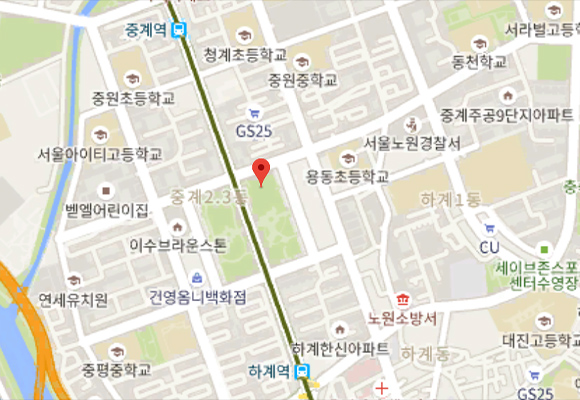 중계역
서라벌고등
청계초등학교
동천학교
중원중학교
중원초등학교
중계주공9단지아파트
GS25
서울노원경찰서
서울아이티고등학교
용동초등학교
중계2.3동
하계1동
벧엘어린이집
이수브라운스톤
CU
세이브존스포
센터수영장
건영옴니백화점
연세유치원
노원소방서
대진고등학교
하계한신아파트
하계동
중평중학교
하계역
GS25